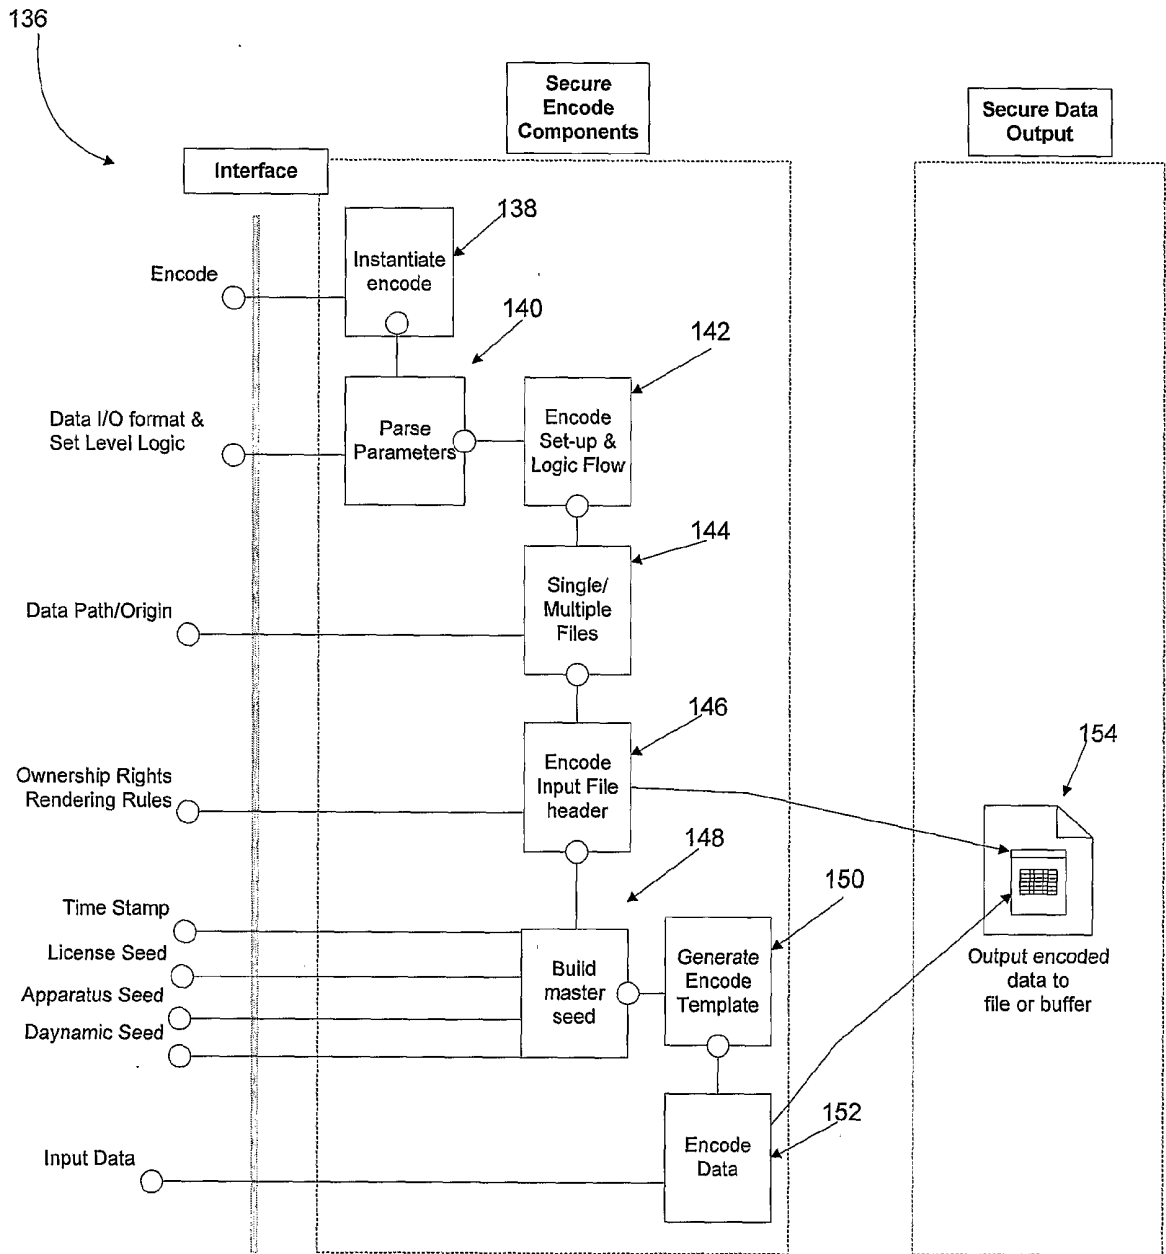 136
Secure
Encode
Components
Secure Data
Output
Interface
138
Instantiate
encode
Encode
140
142
Data I/O format &
Set Level Logic
Parse
Parameters
Encode
Set-up &
Logic Flow
144
Single/
Multiple
Files
Data Path/Origin
146
Encode
Input File
header
Ownership Rights
Rendering Rules
154
148
150
Time Stamp
License Seed
Apparatus Seed
Daynamic Seed
Build
master
seed
Generate
Encode
Template
Output encoded
data to
file or buffer
152
Encode
Data
Input Data